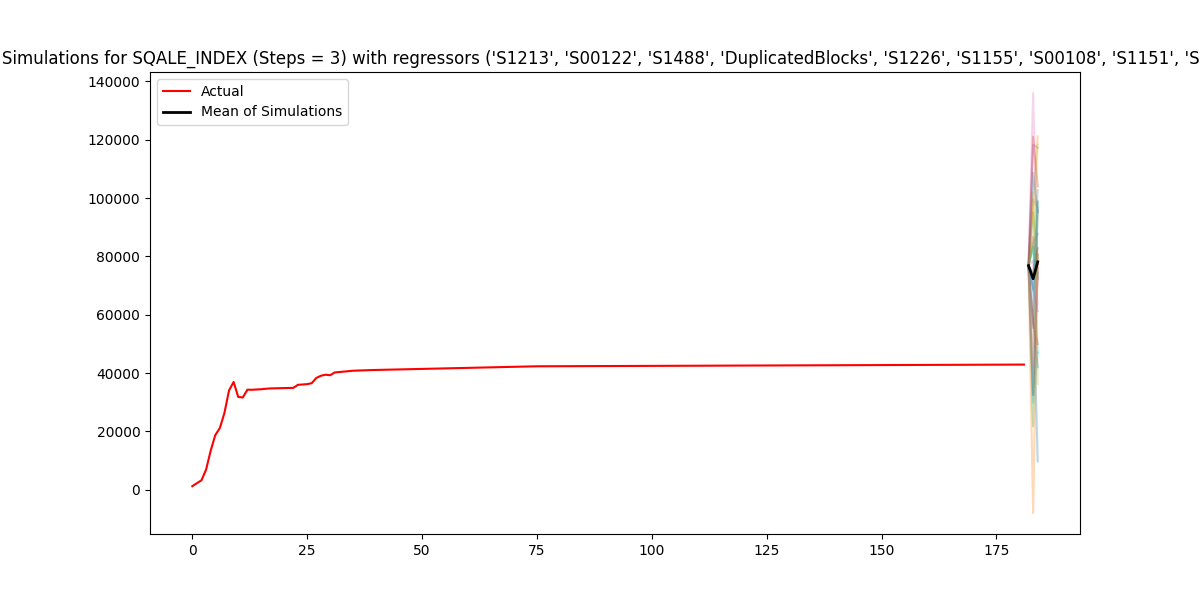 Simulations for SQALE_INDEX (Steps = 3) with regressors ('S1213', 'S00122', 'S1488', 'DuplicatedBlocks', 'S1226', 'S1155', 'S00108', 'S1151', 'S
140000
120000
100000
80000
60000
40000
20000
0
Actual
Mean of Simulations
0 25 50 75 100 125 150 175